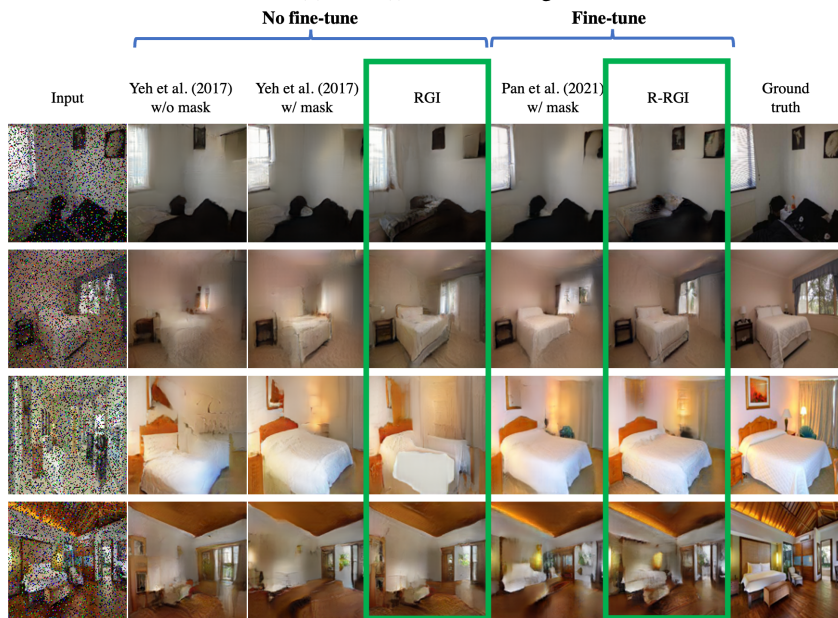 No fine-tune
Fine-tune
Input
Yeh et al. (2017)
w/o mask
Yeh et al. (2017)
w/ mask
RGI
Pan et al. (2021)
w/ mask
R-RGI
Ground
truth